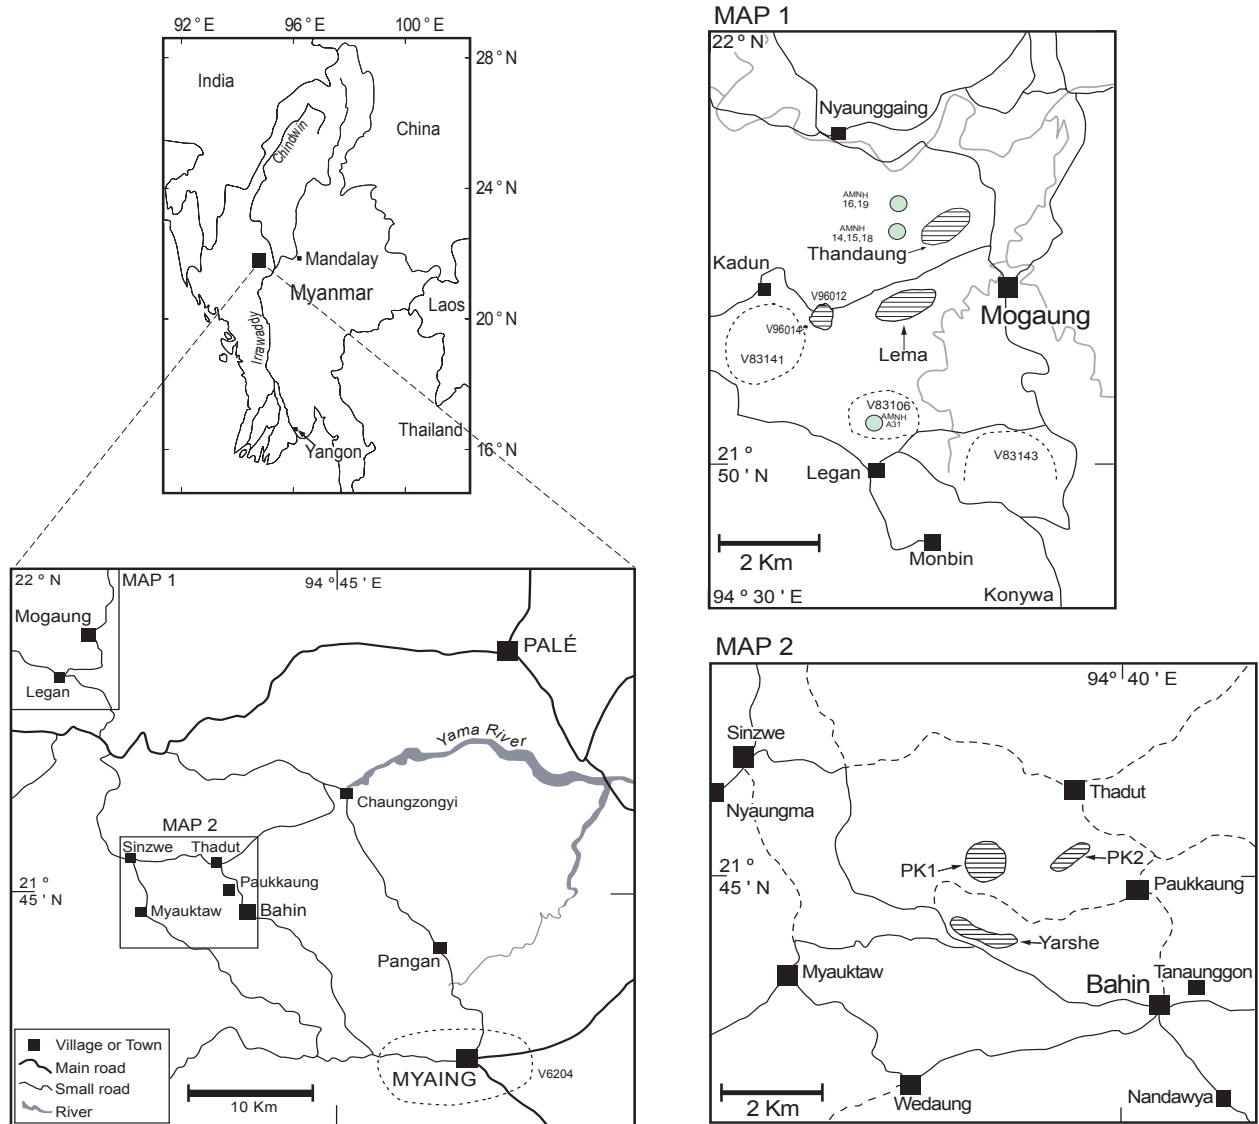 92 ° E
96 ° E
100 ° E
28 ° N
India
China
Chindwin
24 ° N
Mandalay
Myanmar
Laos
20 ° N
Irrawaddy
Thailand
16 ° N
Yangon
MAP 1
22 ° N
Nyaunggaing
AMNH
16,19
AMNH
14,15,18
Thandaung
Kadun
V96012
Mogaung
V96014
Lema
V83141
V83106
AMNH
A31
21 °
50 ' N
Legan
V83143
2 Km
Monbin
94 ° 30 ' E
Konywa
22 ° N
MAP 1
94 ° 45 ' E
Mogaung
PALÉ
Legan
Yama River
Chaungzongyi
MAP 2
Sinzwe
Thadut
Paukkaung
21 °
45 ' N
Myauktaw
Bahin
Pangan
Village or Town
Main road
Small road
River
10 Km
MYAING
V6204
MAP 2
94° 40 ' E
Sinzwe
Thadut
Nyaungma
PK1
PK2
21 °
45 ' N
Paukkaung
Yarshe
Myauktaw
Bahin
Tanaunggon
2 Km
Wedaung
Nandawya